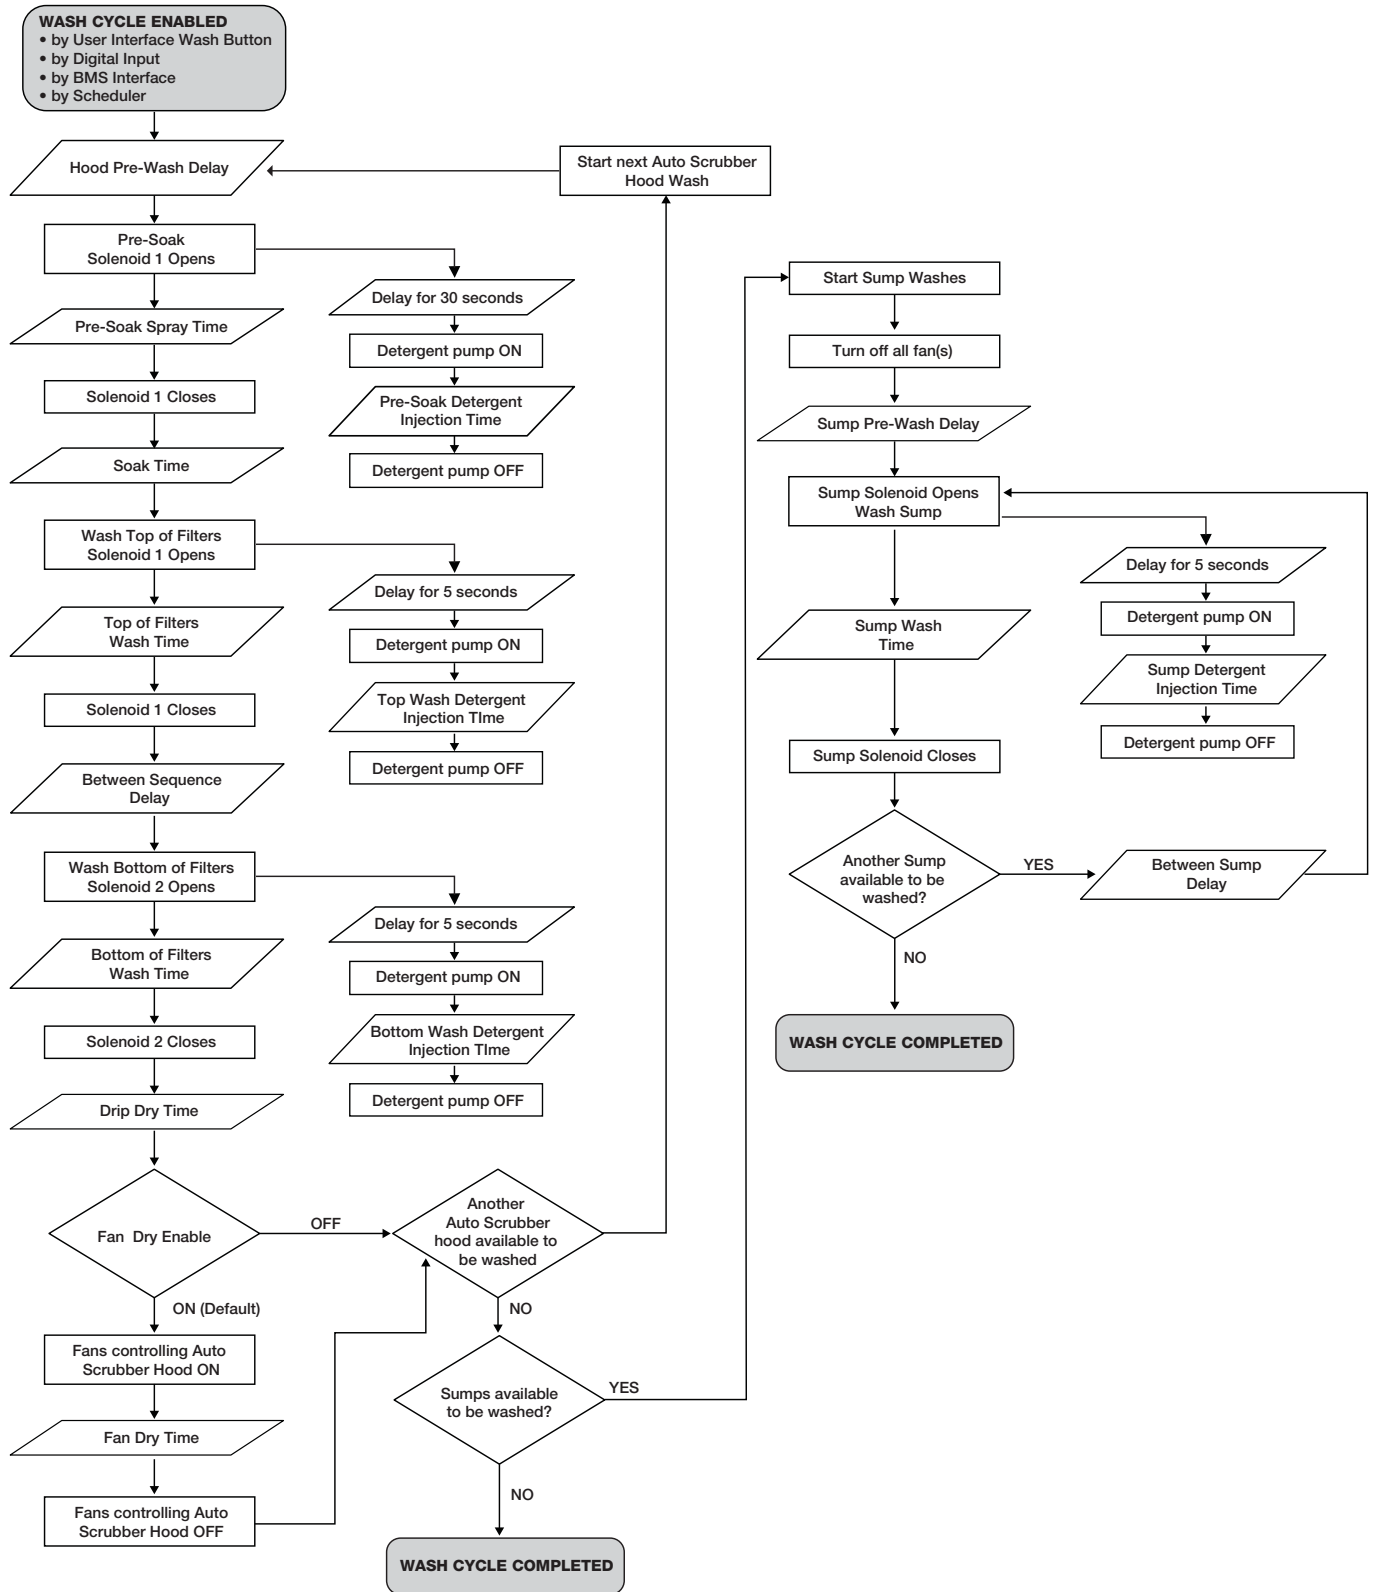 WASH CYCLE ENABLED
• by User Interface Wash Button
• by Digital Input
• by BMS Interface
• by Scheduler
Hood Pre-Wash Delay
Start next Auto Scrubber
Hood Wash
Pre-Soak
Solenoid 1 Opens
Delay for 30 seconds
Pre-Soak Spray Time
Detergent pump ON
Solenoid 1 Closes
Pre-Soak Detergent
Injection Time
Soak Time
Detergent pump OFF
Wash Top of Filters
Solenoid 1 Opens
Delay for 5 seconds
Top of Filters
Wash Time
Detergent pump ON
Solenoid 1 Closes
Top Wash Detergent
Injection TIme
Between Sequence
Delay
Detergent pump OFF
Wash Bottom of Filters
Solenoid 2 Opens
Delay for 5 seconds
Bottom of Filters
Wash Time
Detergent pump ON
Solenoid 2 Closes
Bottom Wash Detergent
Injection TIme
Drip Dry Time
Detergent pump OFF
Fan Dry Enable
OFF
Another
Auto Scrubber
hood available to
be washed
ON (Default)
NO
Fans controlling Auto
Scrubber Hood ON
Fan Dry Time
Fans controlling Auto
Scrubber Hood OFF
Sumps available
to be washed?
YES
NO
WASH CYCLE COMPLETED
Start Sump Washes
Turn off all fan(s)
Sump Pre-Wash Delay
Sump Solenoid Opens
Wash Sump
Delay for 5 seconds
Detergent pump ON
Sump Wash
Time
Sump Detergent
Injection Time
Detergent pump OFF
Sump Solenoid Closes
Another Sump
available to be
washed?
YES
Between Sump
Delay
NO
WASH CYCLE COMPLETED